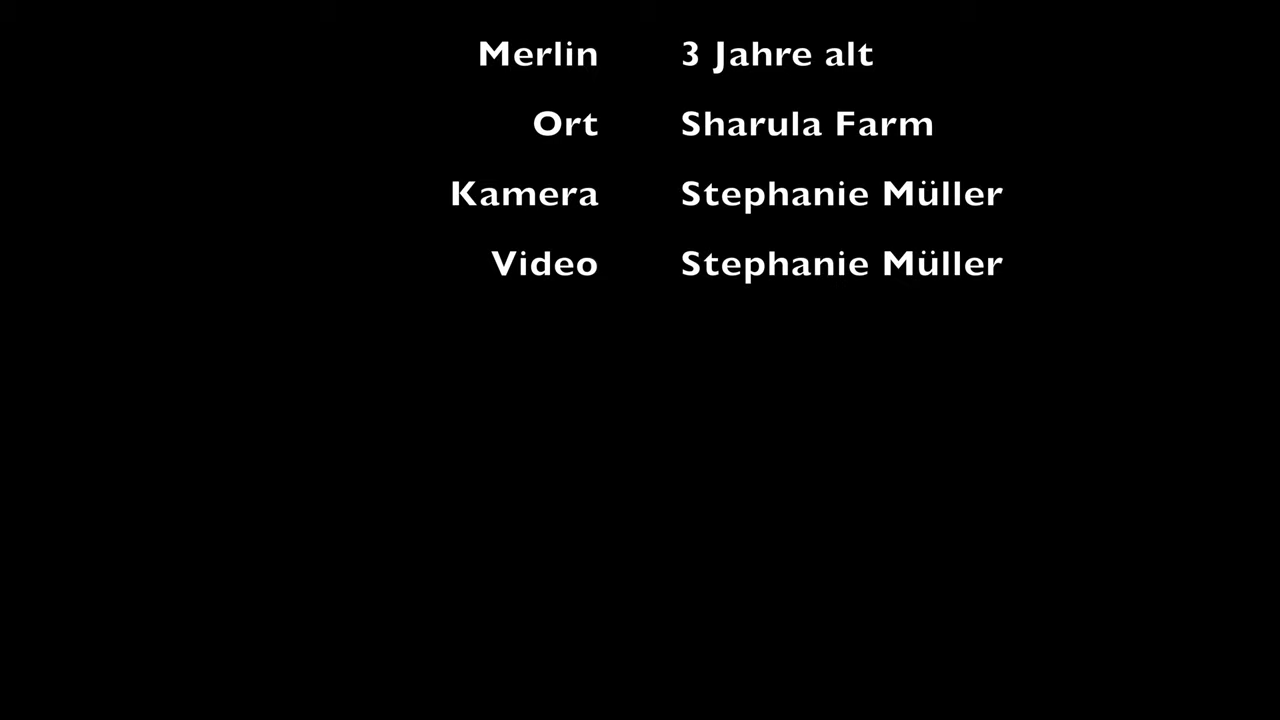 Merlin 3 Jahre alt
Ort Sharula Farm
Kamera Stephanie Müller
Video Stephanie Müller